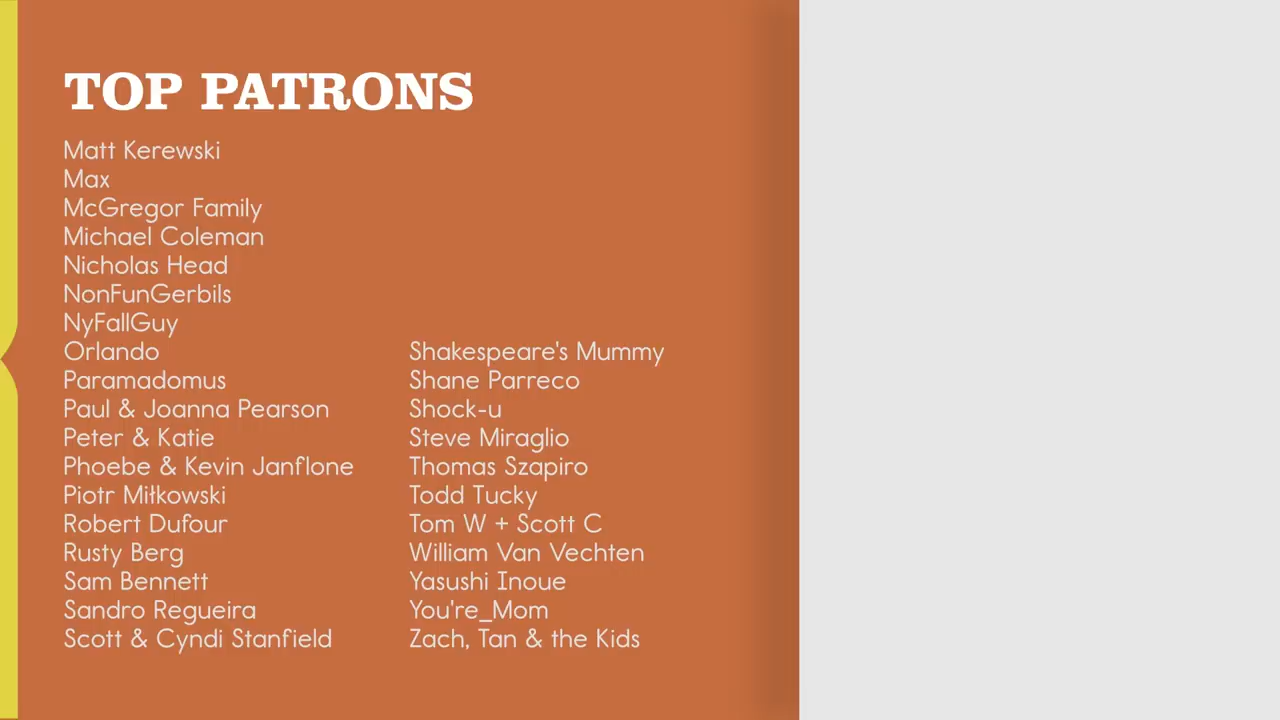 TOP PATRONS
Matt Kerewski
Max
McGregor Family
Michael Coleman
Nicholas Head
NonFunGerbils
NyFallGuy
Orlando
Paramadomus
Paul & Joanna Pearson
Peter & Katie
Phoebe & Kevin Janflone
Piotr Miłkowski
Robert Dufour
Rusty Berg
Sam Bennett
Sandro Regueira
Scott & Cyndi Stanfield
Shakespeare's Mummy
Shane Parreco
Shock-u
Steve Miraglio
Thomas Szapiro
Todd Tucky
Tom W + Scott C
William Van Vechten
Yasushi Inoue
You're_Mom
Zach, Tan & the Kids